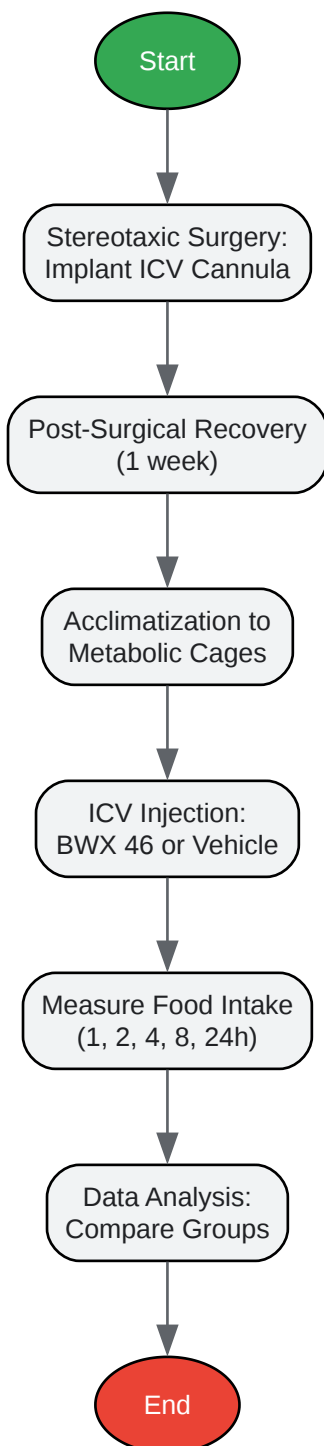 Start
Stereotaxic Surgery:
Implant ICV Cannula
Post-Surgical Recovery
(1 week)
Acclimatization to
Metabolic Cages
ICV Injection:
BWX 46 or Vehicle
Measure Food Intake
(1, 2, 4, 8, 24h)
Data Analysis:
Compare Groups
End